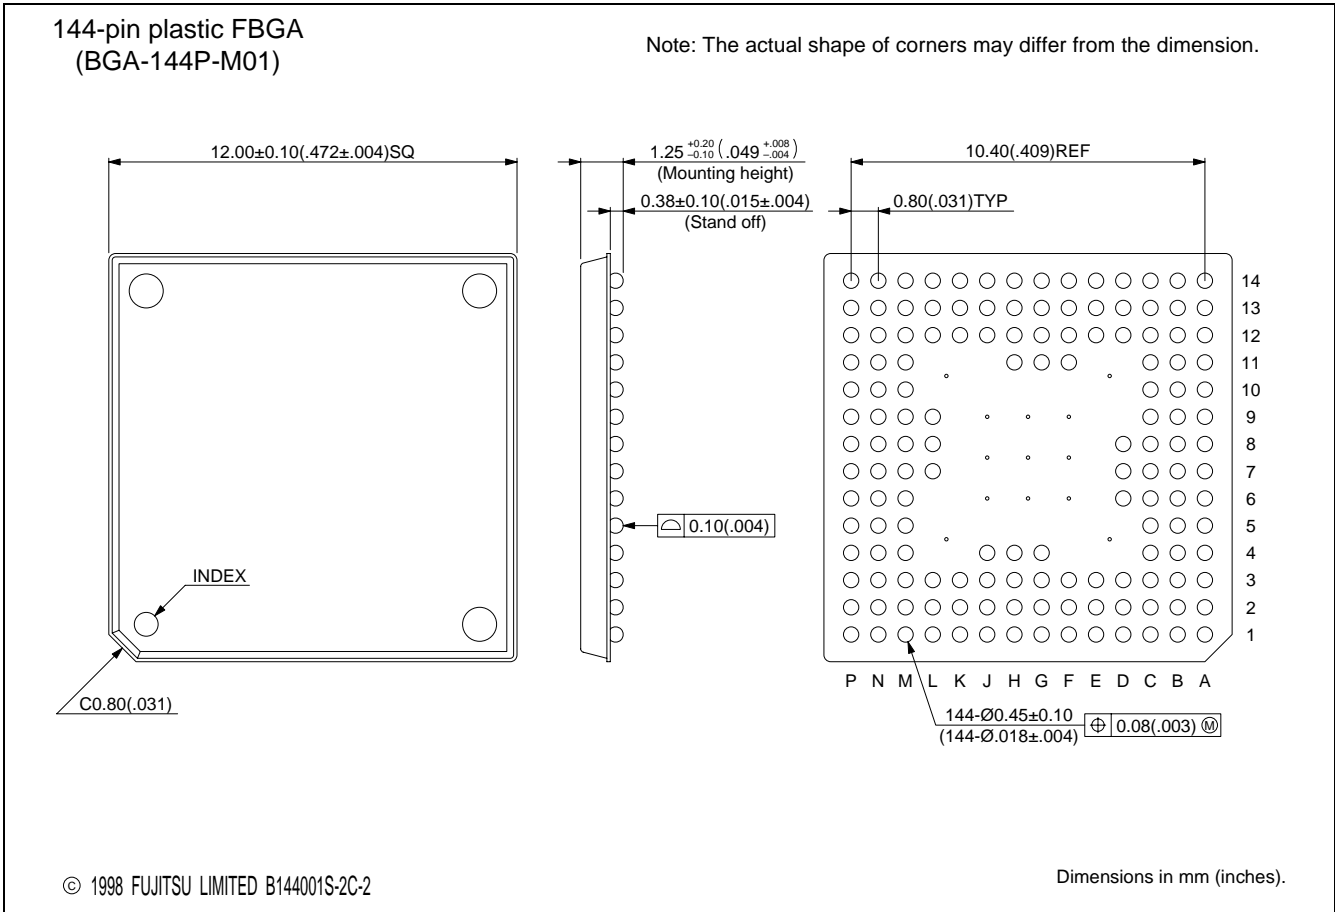 144-pin plastic FBGA
(BGA-144P-M01)
Note: The actual shape of corners may differ from the dimension.
12.00±0.10(.472±.004)SQ
1.25 +0.20 −0.10 (.049 +.008 −.004)
(Mounting height)
0.38±0.10(.015±.004)
(Stand off)
10.40(.409)REF
0.80(.031)TYP
14
13
12
11
10
9
8
7
6
5
4
3
2
1
0.10(.004)
INDEX
C0.80(.031)
P N M L K J H G F E D C B A
144-Ø0.45±0.10
(144-Ø.018±.004)
⌖ 0.08(.003) Ⓜ
© 1998 FUJITSU LIMITED B144001S-2C-2
Dimensions in mm (inches).